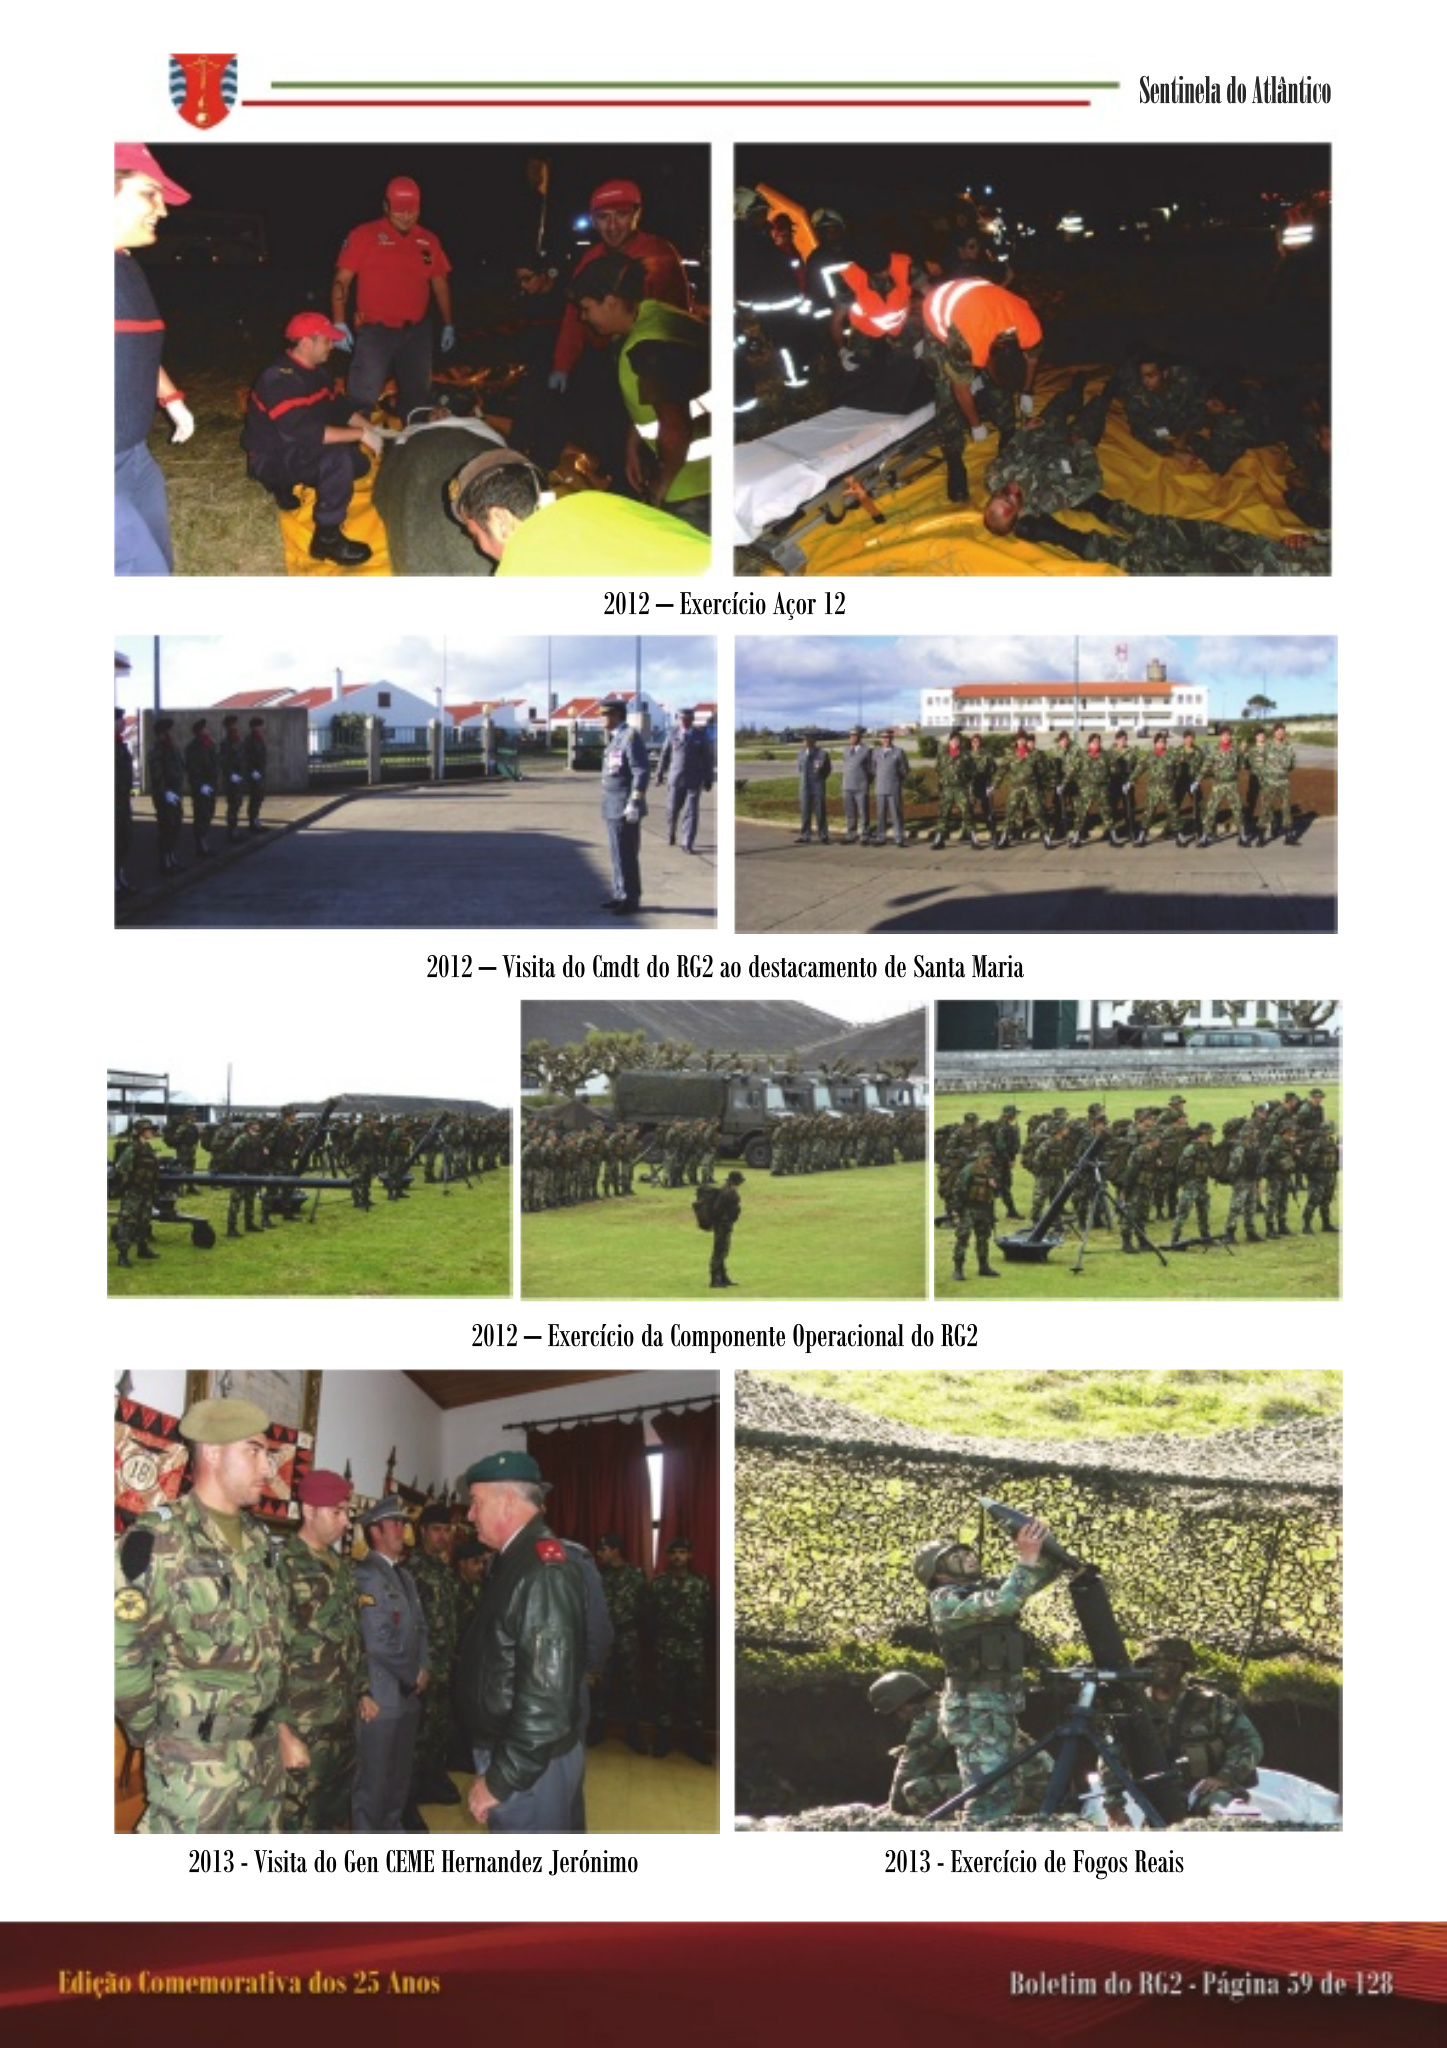 Sentinela do Atlântico
2012 – Exercício Açor 12
2012 – Visita do Cmdt do RG2 ao destacamento de Santa Maria
2012 – Exercício da Componente Operacional do RG2
18
2013 - Visita do Gen CEME Hernandez Jerónimo
2013 - Exercício de Fogos Reais
Edição Comemorativa dos 25 Anos
Boletim do RG2 - Página 59 de 128